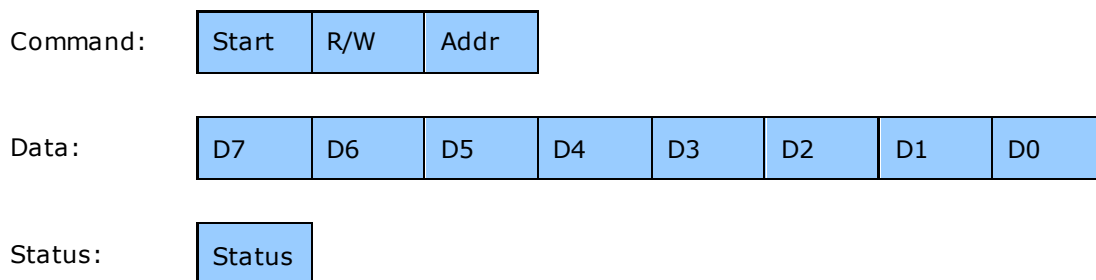 Command: Start R/W Addr
Data: D7 D6 D5 D4 D3 D2 D1 D0
Status: Status